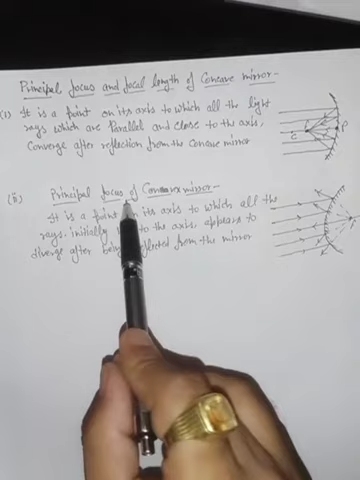 Principal focus and focal length of Concave mirror-
(i) It is a point on its axis to which all the light
rays which are Parallel and close to the axis,
Converge after reflection from the Concave mirror
C P
(ii) Principal focus of Convex mirror-
It is a point its axis to which all the
rays, initially to the axis, appears to
diverge after being reflected from the mirror